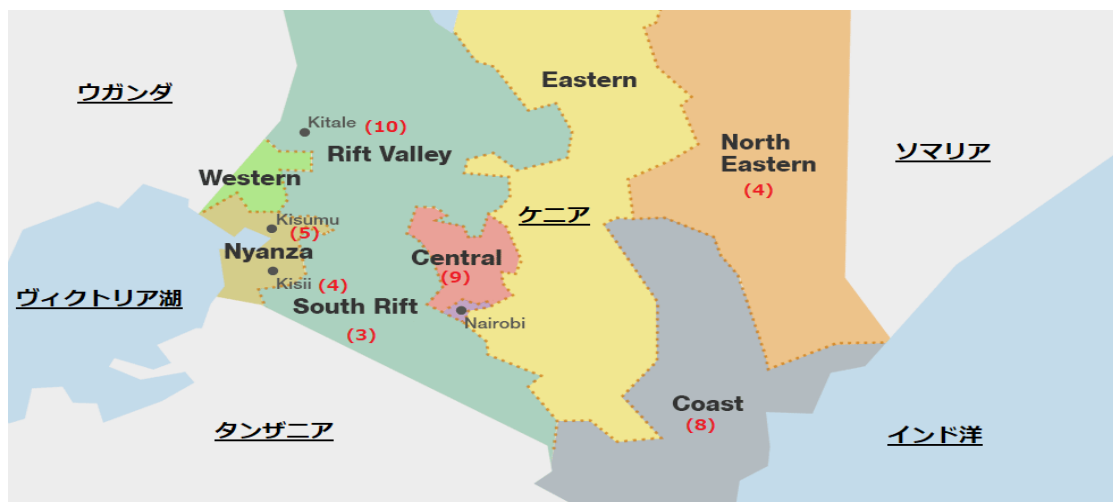 Eastern
ウガンダ
Kitale (10)
Rift Valley
North
Eastern
(4)
ソマリア
Western
Kisumu
(5)
ケニア
Nyanza
Central
(9)
Kisii (4)
ヴィクトリア湖
South Rift
(3)
Nairobi
Coast
(8)
タンザニア
インド洋